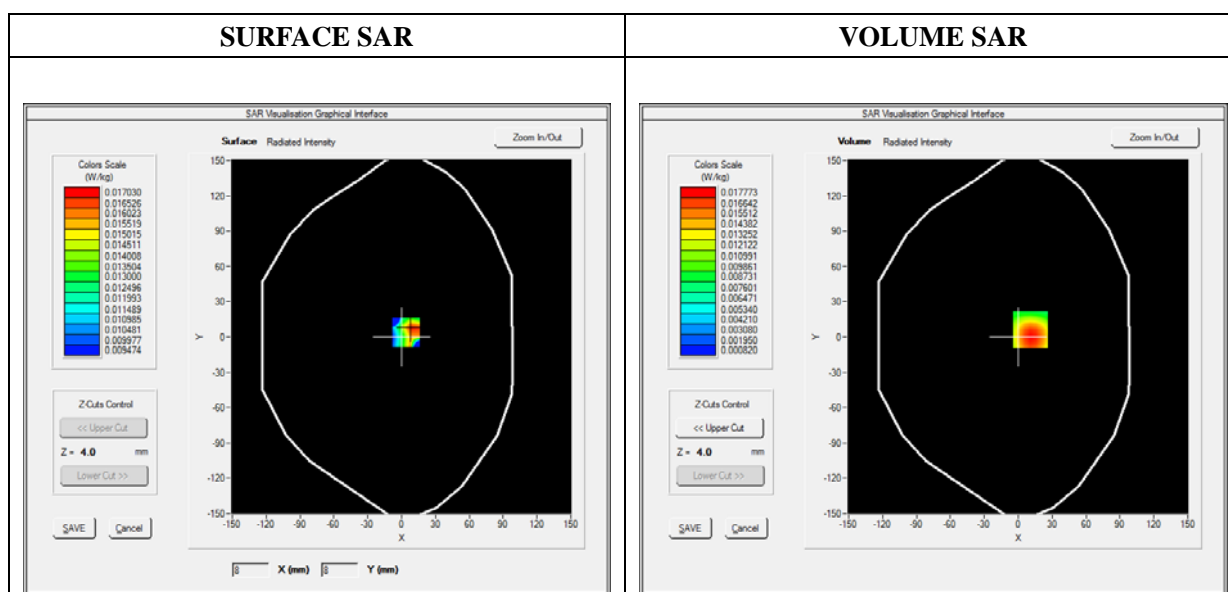 SURFACE SAR
VOLUME SAR
SAR Visualisation Graphical Interface
Surface Radiated Intensity
Zoom In/Out
Colors Scale
(W/kg)
0.017030
0.016526
0.016023
0.015519
0.015015
0.014511
0.014008
0.013504
0.013000
0.012496
0.011993
0.011489
0.010985
0.010481
0.009977
0.009474
150
120
90
60
30
0
-30
-60
-90
-120
-150
Y
-150 -120 -90 -60 -30 0 30 60 90 120 150
X
Z-Cuts Control
<< Upper Cut
Z = 4.0 mm
Lower Cut >>
SAVE Cancel
8 X (mm) 8 Y (mm)
SAR Visualisation Graphical Interface
Volume Radiated Intensity
Zoom In/Out
Colors Scale
(W/kg)
0.017773
0.016642
0.015512
0.014382
0.013252
0.012122
0.010991
0.009861
0.008731
0.007601
0.006471
0.005340
0.004210
0.003080
0.001950
0.000820
150
120
90
60
30
0
-30
-60
-90
-120
-150
Y
-150 -120 -90 -60 -30 0 30 60 90 120 150
X
Z-Cuts Control
<< Upper Cut
Z = 4.0 mm
Lower Cut >>
SAVE Cancel